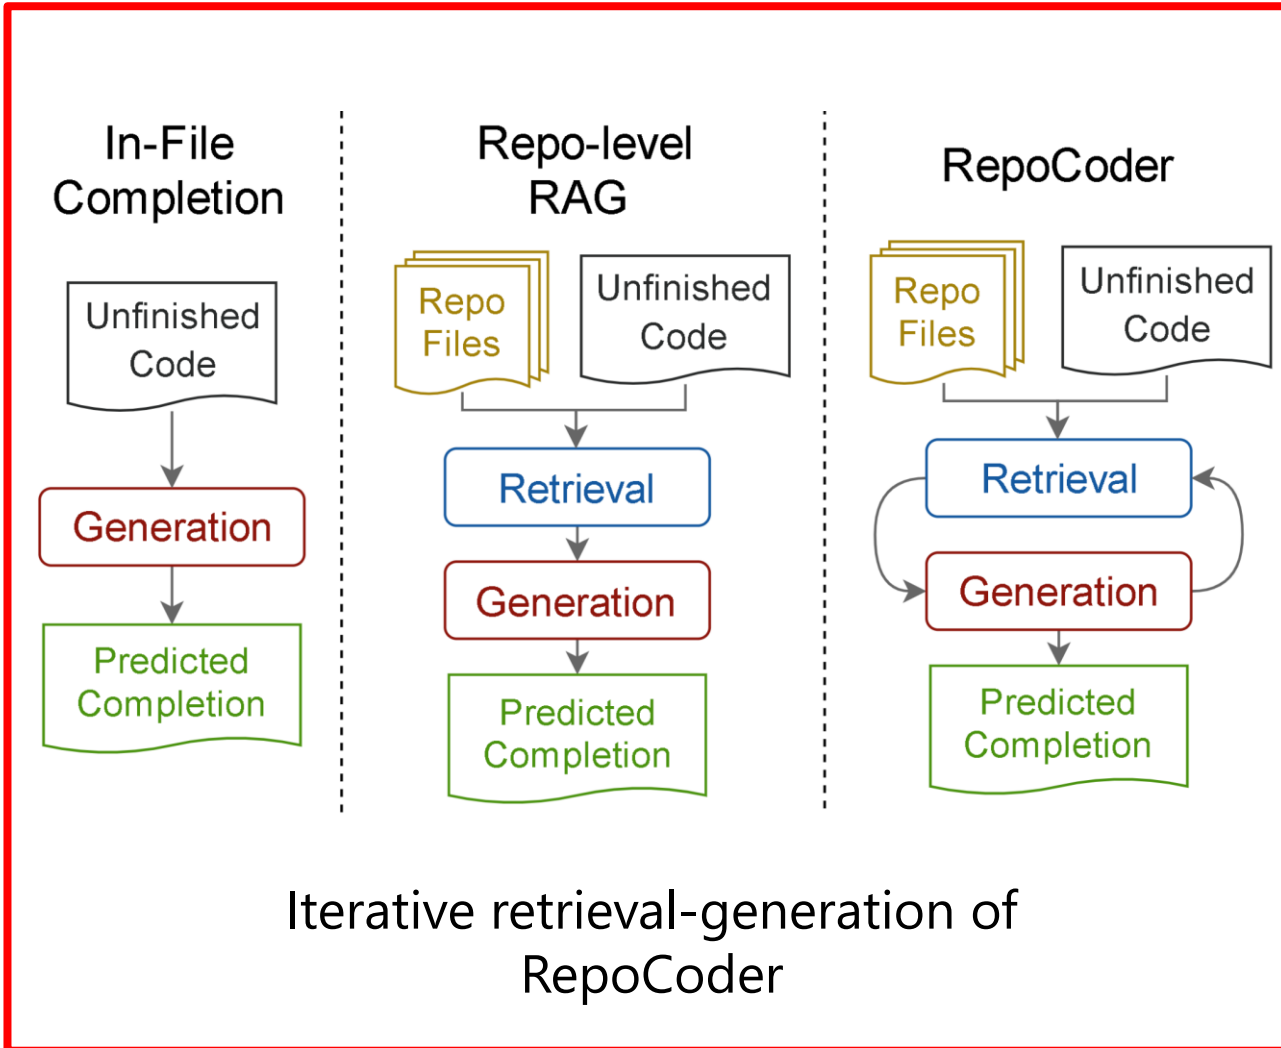 In-File
Completion
Unfinished
Code
Generation
Predicted
Completion
Repo-level
RAG
Repo
Files
Unfinished
Code
Retrieval
Generation
Predicted
Completion
RepoCoder
Repo
Files
Unfinished
Code
Retrieval
Generation
Predicted
Completion
Iterative retrieval-generation of
RepoCoder